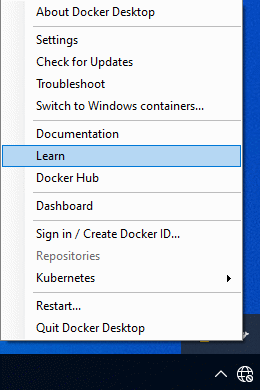 About Docker Desktop
Settings
Check for Updates
Troubleshoot
Switch to Windows containers...
Documentation
Learn
Docker Hub
Dashboard
Sign in / Create Docker ID...
Repositories
Kubernetes
Restart...
Quit Docker Desktop